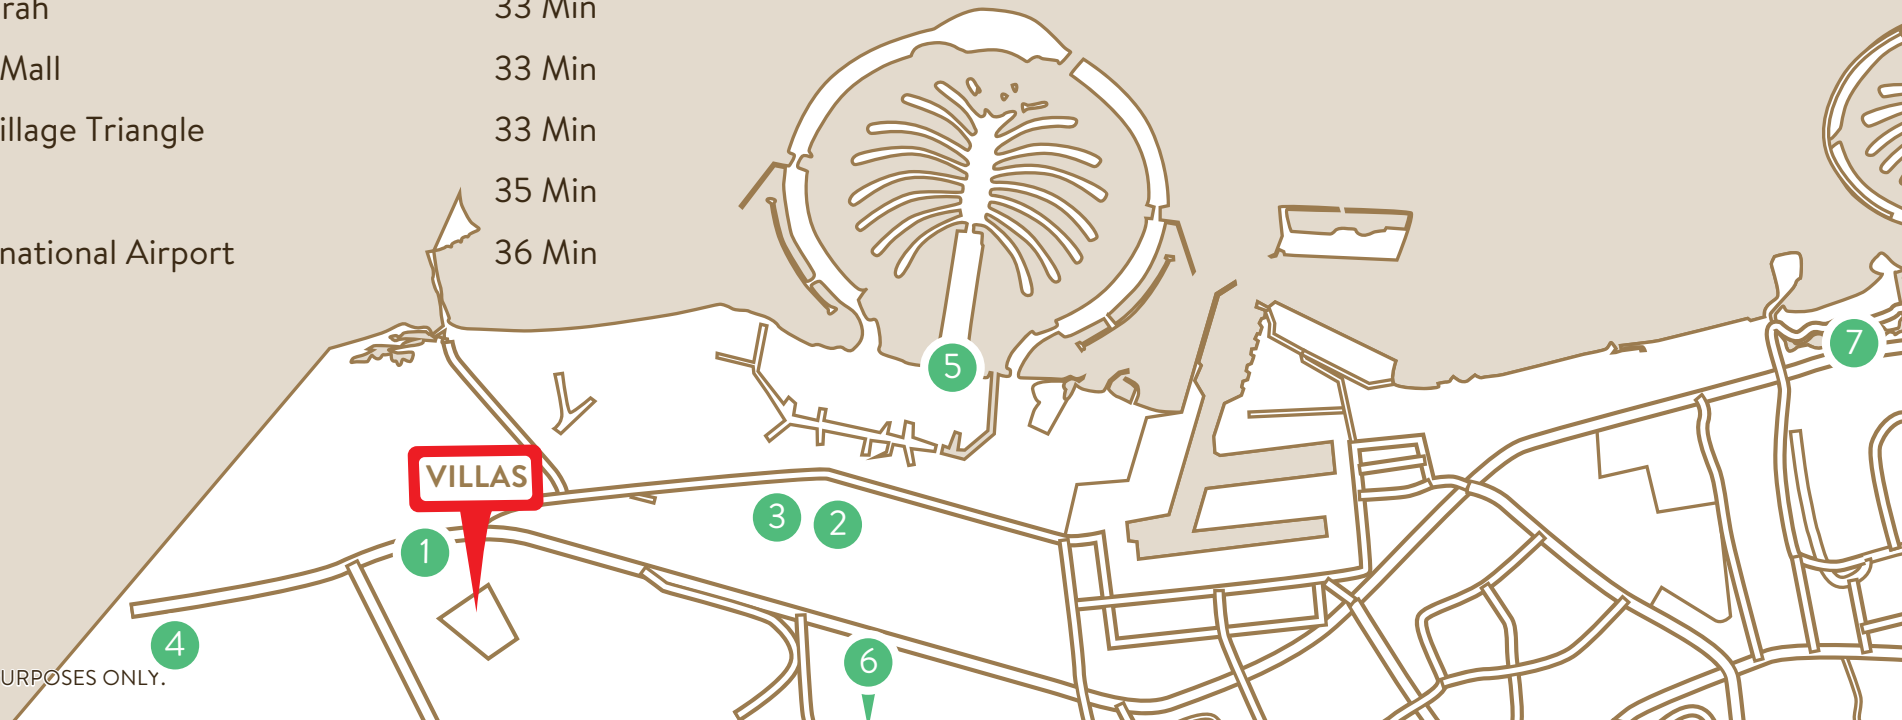 rah 33 Min
Mall 33 Min
illage Triangle 33 Min
35 Min
national Airport 36 Min
5
7
VILLAS
3 2
1
4
6
URPOSES ONLY.